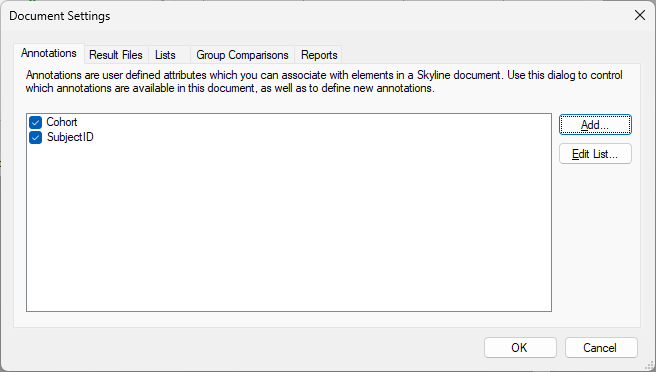 Document Settings
Annotations Result Files Lists Group Comparisons Reports
Annotations are user defined attributes which you can associate with elements in a Skyline document. Use this dialog to control
which annotations are available in this document, as well as to define new annotations.
Cohort
SubjectID
Add...
Edit List...
OK Cancel